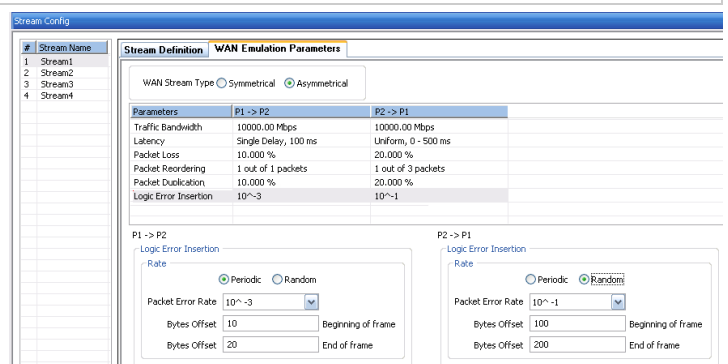 Stream Config
# Stream Name
1 Stream1
2 Stream2
3 Stream3
4 Stream4
Stream Definition WAN Emulation Parameters
WAN Stream Type Symmetrical Asymmetrical
Parameters P1 -> P2 P2 -> P1
Traffic Bandwidth 10000.00 Mbps 10000.00 Mbps
Latency Single Delay, 100 ms Uniform, 0 - 500 ms
Packet Loss 10.000 % 20.000 %
Packet Reordering 1 out of 1 packets 1 out of 3 packets
Packet Duplication 10.000 % 20.000 %
Logic Error Insertion 10^-3 10^-1
P1 -> P2
Logic Error Insertion
Rate
Periodic Random
Packet Error Rate 10^ -3
Bytes Offset 10 Beginning of frame
Bytes Offset 20 End of frame
P2 -> P1
Logic Error Insertion
Rate
Periodic Random
Packet Error Rate 10^ -1
Bytes Offset 100 Beginning of frame
Bytes Offset 200 End of frame